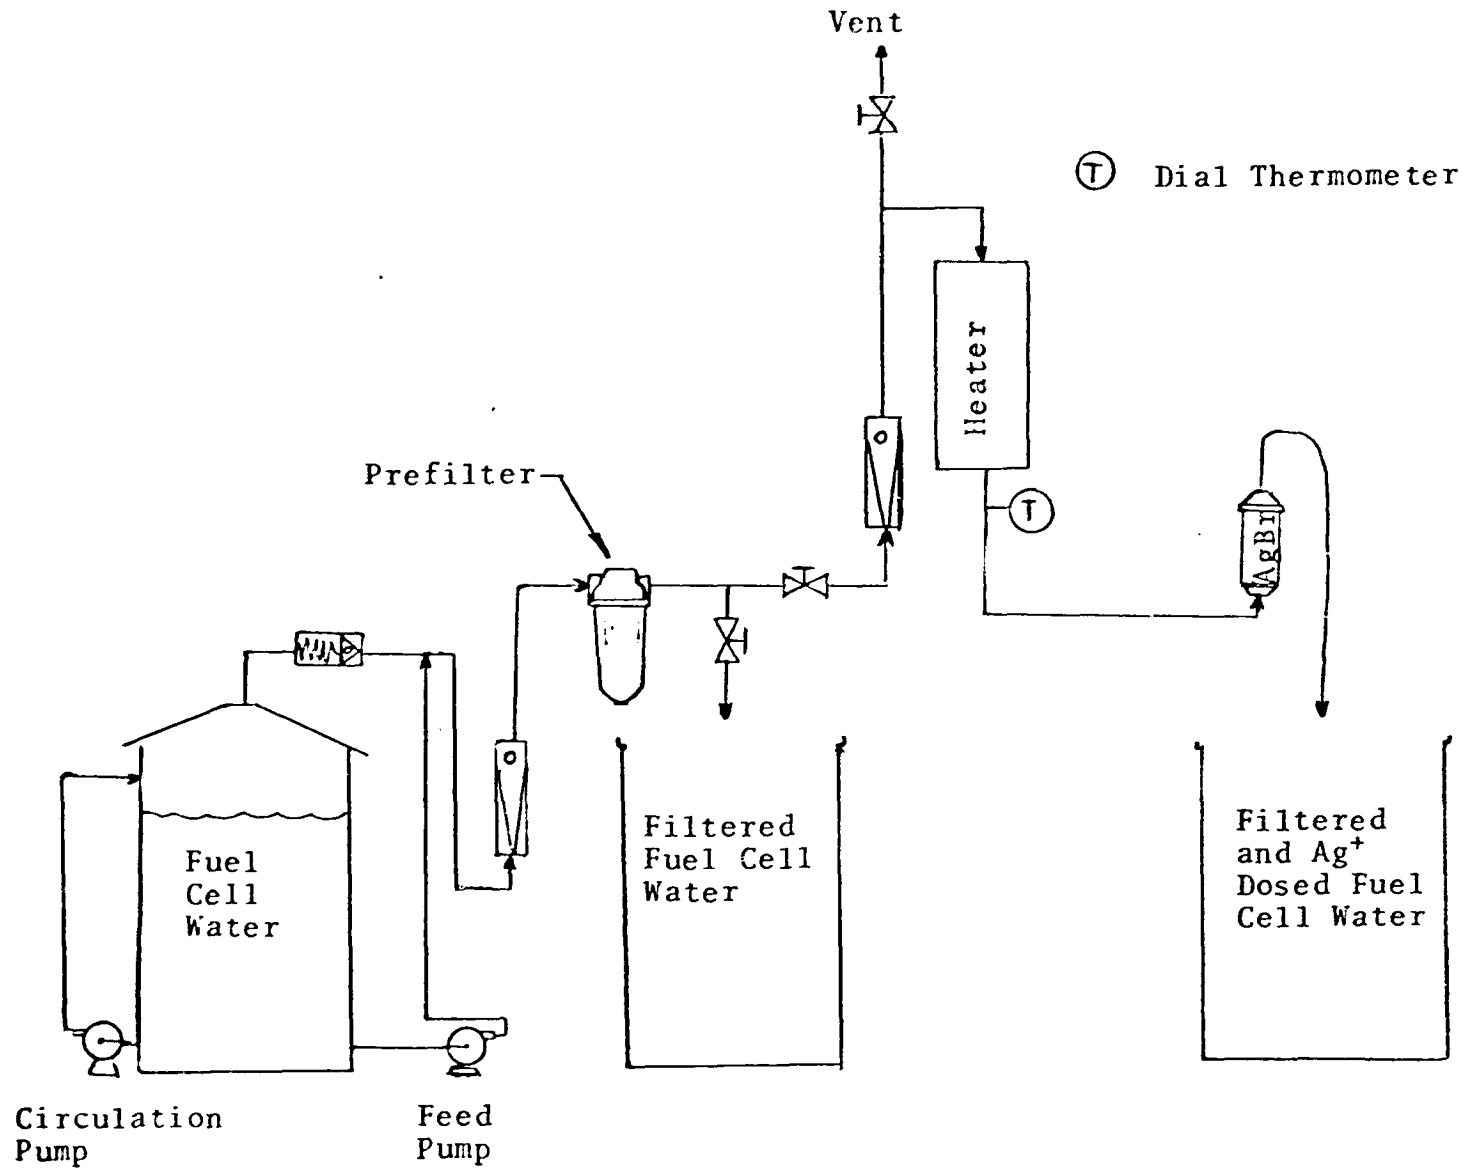 Vent
T Dial Thermometer
Heater
Prefilter
T
AgBr
Fuel
Cell
Water
Filtered
Fuel Cell
Water
Filtered
and Ag⁺
Dosed Fuel
Cell Water
Circulation
Pump
Feed
Pump